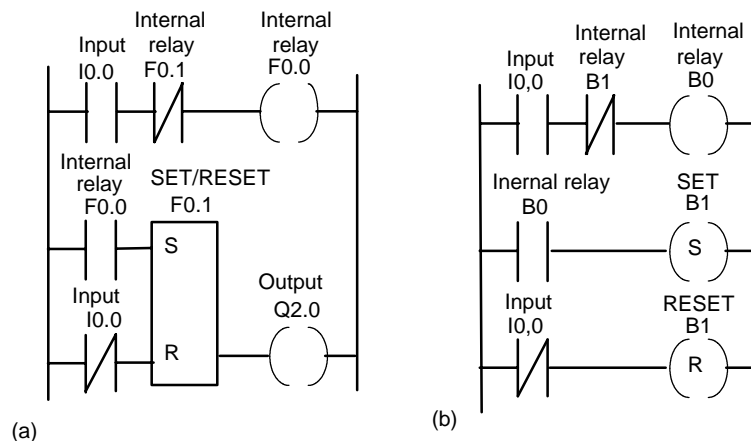 Input
I0.0
Internal
relay
F0.1
Internal
relay
F0.0
Internal
relay
F0.0
SET/RESET
F0.1
S
Input
I0.0
R
Output
Q2.0
(a)
Input
I0,0
Internal
relay
B1
Internal
relay
B0
Inernal relay
B0
SET
B1
S
Input
I0,0
RESET
B1
R
(b)